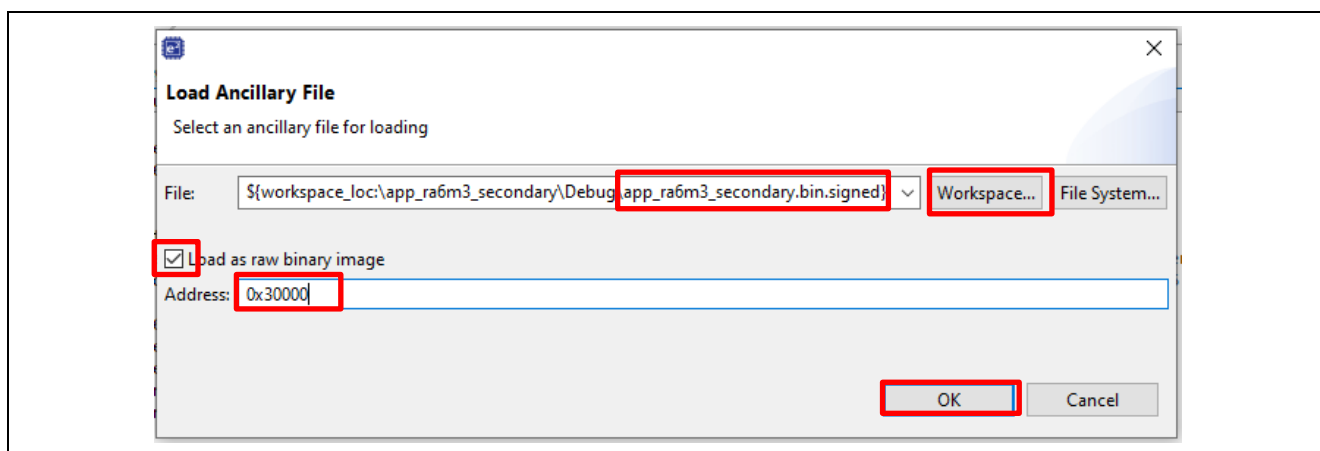 Load Ancillary File
Select an ancillary file for loading
File: ${workspace_loc:\app_ra6m3_secondary\Debug\app_ra6m3_secondary.bin.signed} Workspace... File System...
Load as raw binary image
Address: 0x30000
OK Cancel